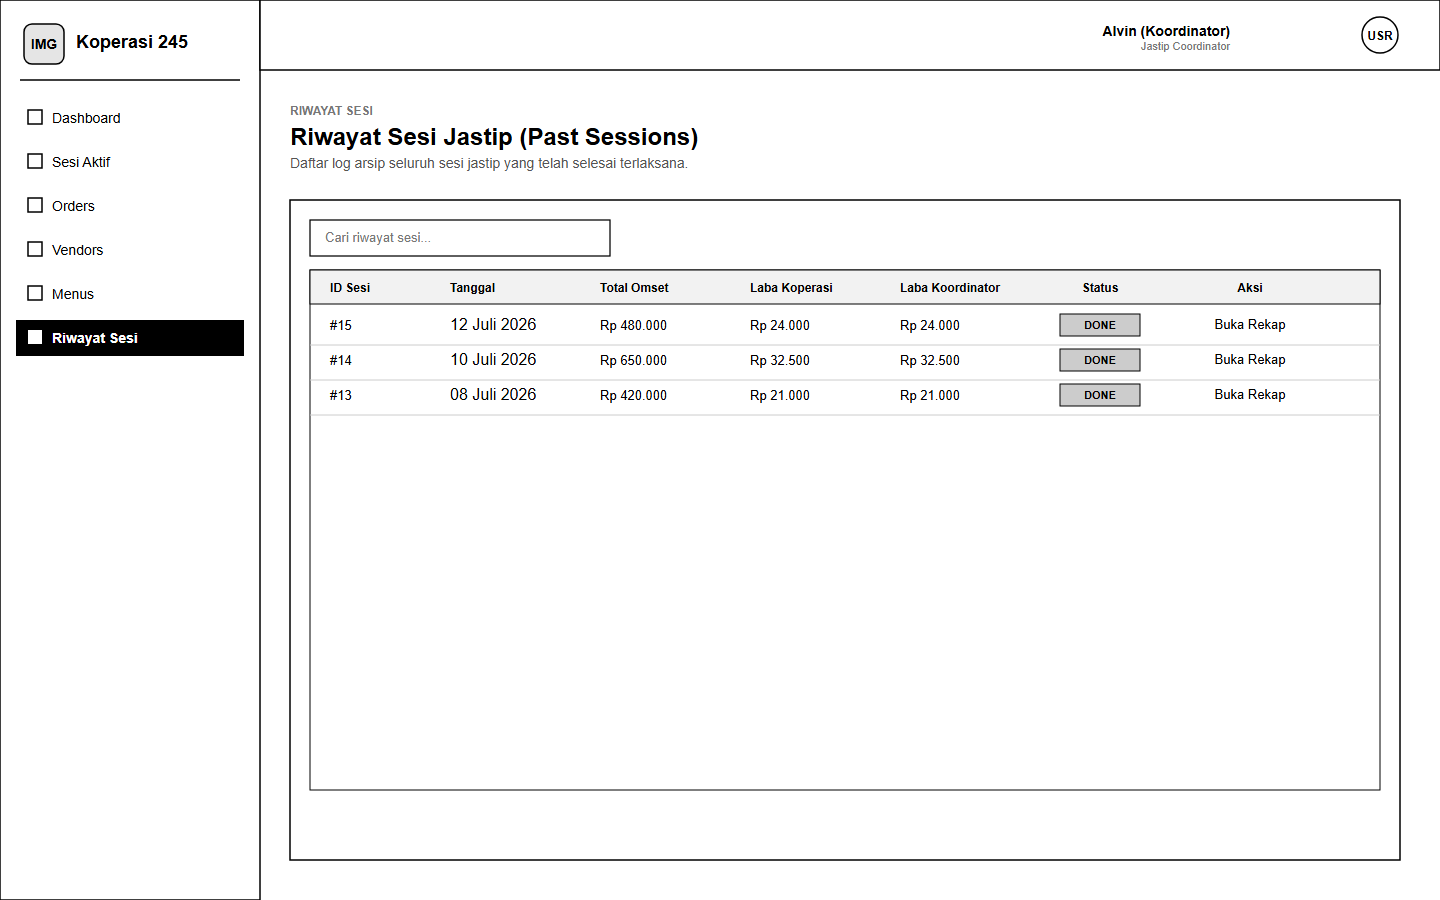 IMG
Koperasi 245
Dashboard
Sesi Aktif
Orders
Vendors
Menus
Riwayat Sesi
Alvin (Koordinator)
Jastip Coordinator
USR
RIWAYAT SESI
Riwayat Sesi Jastip (Past Sessions)
Daftar log arsip seluruh sesi jastip yang telah selesai terlaksana.
Cari riwayat sesi...
ID Sesi Tanggal Total Omset Laba Koperasi Laba Koordinator Status Aksi
#15 12 Juli 2026 Rp 480.000 Rp 24.000 Rp 24.000 DONE Buka Rekap
#14 10 Juli 2026 Rp 650.000 Rp 32.500 Rp 32.500 DONE Buka Rekap
#13 08 Juli 2026 Rp 420.000 Rp 21.000 Rp 21.000 DONE Buka Rekap